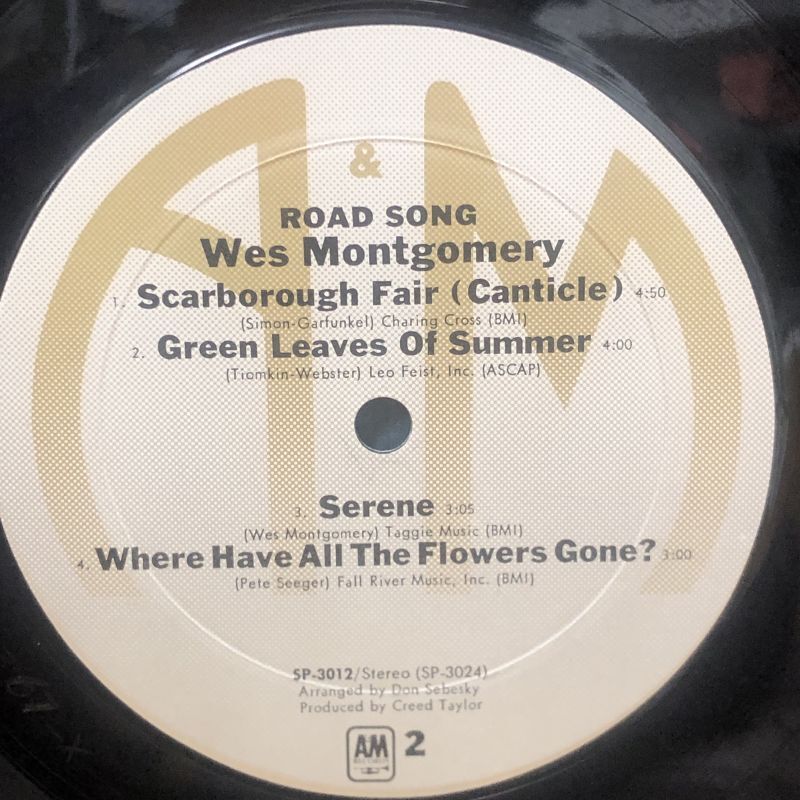 &
ROAD SONG
Wes Montgomery
1. Scarborough Fair (Canticle) 4:50
(Simon-Garfunkel) Charing Cross (BMI)
2. Green Leaves Of Summer 4:00
(Tiomkin-Webster) Leo Feist, Inc. (ASCAP)
3. Serene 3:05
(Wes Montgomery) Taggie Music (BMI)
4. Where Have All The Flowers Gone? 3:00
(Pete Seeger) Fall River Music, Inc. (BMI)
SP-3012/Stereo (SP-3024)
Arranged by Don Sebesky
Produced by Creed Taylor
AM 2
RECORDS